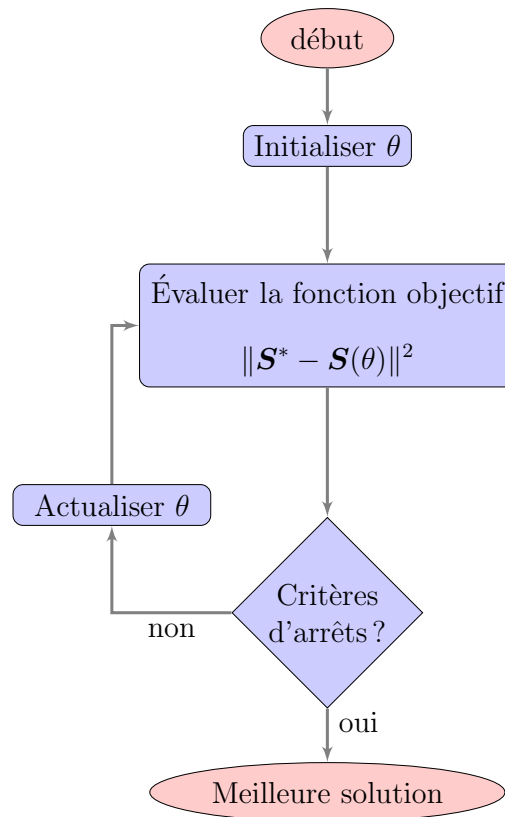 début
Initialiser θ
Évaluer la fonction objectif
‖S* − S(θ)‖²
Actualiser θ
Critères
d'arrêts ?
non
oui
Meilleure solution